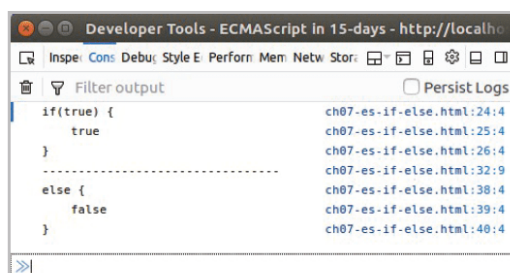 Developer Tools - ECMAScript in 15-days - http://localho
Inspe Cons Debu Style E Perform Mem Netw Stor
Filter output Persist Logs
if(true) { ch07-es-if-else.html:24:4
true ch07-es-if-else.html:25:4
} ch07-es-if-else.html:26:4
--------------------------------- ch07-es-if-else.html:32:9
else { ch07-es-if-else.html:38:4
false ch07-es-if-else.html:39:4
} ch07-es-if-else.html:40:4
≫